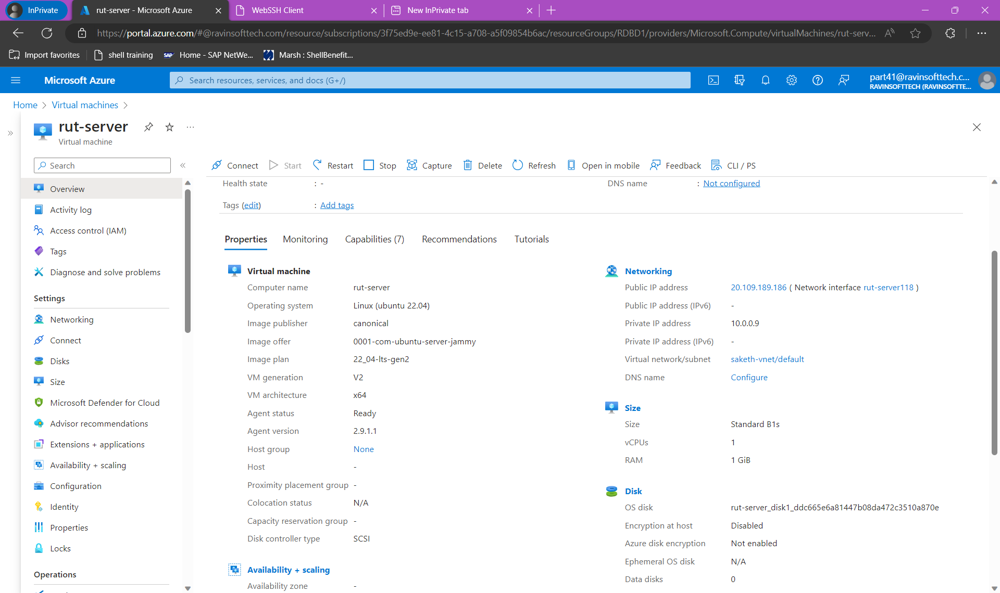 InPrivate
rut-server - Microsoft Azure
WebSSH Client
New InPrivate tab
https://portal.azure.com/#@ravinsofttech.com/resource/subscriptions/3f75ed9e-ee81-4c15-a708-a5f09854b6ac/resourceGroups/RDBD1/providers/Microsoft.Compute/virtualMachines/rut-serv...
Import favorites
shell training
SAP
Home - SAP NetWe...
Marsh : ShellBenefit...
Microsoft Azure
Search resources, services, and docs (G+/)
part41@ravinsofttech.c...
RAVINSOFTTECH (RAVINSOFTTE...
Home
Virtual machines
rut-server
Virtual machine
Search
Connect
Start
Restart
Stop
Capture
Delete
Refresh
Open in mobile
Feedback
CLI / PS
Overview
Activity log
Access control (IAM)
Tags
Diagnose and solve problems
Settings
Networking
Connect
Disks
Size
Microsoft Defender for Cloud
Advisor recommendations
Extensions + applications
Availability + scaling
Configuration
Identity
Properties
Locks
Operations
Health state : -
DNS name : Not configured
Tags (edit) : Add tags
Properties
Monitoring
Capabilities (7)
Recommendations
Tutorials
Virtual machine
Computer name rut-server
Operating system Linux (ubuntu 22.04)
Image publisher canonical
Image offer 0001-com-ubuntu-server-jammy
Image plan 22_04-lts-gen2
VM generation V2
VM architecture x64
Agent status Ready
Agent version 2.9.1.1
Host group None
Host -
Proximity placement group -
Colocation status N/A
Capacity reservation group -
Disk controller type SCSI
Availability + scaling
Availability zone -
Networking
Public IP address 20.109.189.186 ( Network interface rut-server118 )
Public IP address (IPv6) -
Private IP address 10.0.0.9
Private IP address (IPv6) -
Virtual network/subnet saketh-vnet/default
DNS name Configure
Size
Size Standard B1s
vCPUs 1
RAM 1 GiB
Disk
OS disk rut-server_disk1_ddc665e6a81447b08da472c3510a870e
Encryption at host Disabled
Azure disk encryption Not enabled
Ephemeral OS disk N/A
Data disks 0